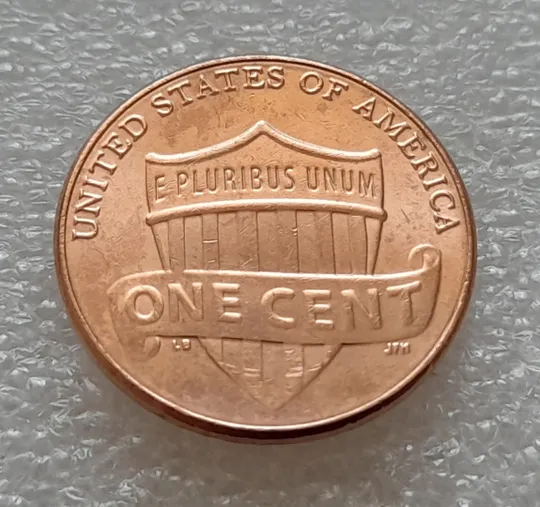 UNITED STATES OF AMERICA
E PLURIBUS UNUM
ONE CENT
LB
JFM